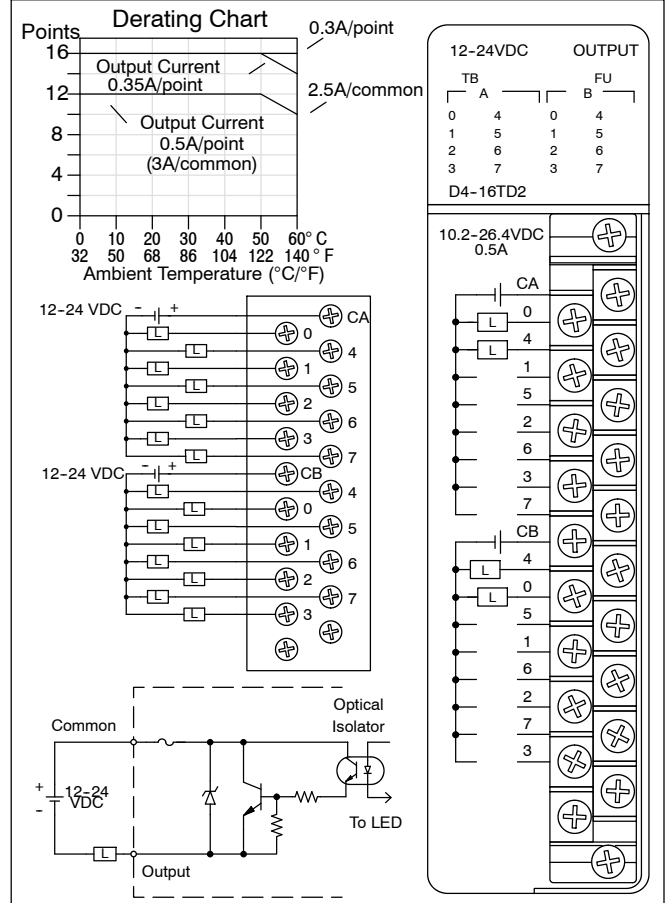 Derating Chart
Points
16
12
8
4
0
Output Current
0.35A/point
Output Current
0.5A/point
(3A/common)
0.3A/point
2.5A/common
0 10 20 30 40 50 60°C
32 50 68 86 104 122 140°F
Ambient Temperature (°C/°F)
12-24 VDC - +
CA
L 0
L 4
L 1
L 5
L 2
L 6
L 3
L 7
12-24 VDC - +
CB
L 4
L 0
L 5
L 1
L 6
L 2
L 7
L 3
Common
Optical
Isolator
+
-
12-24
VDC
To LED
L
Output
12-24VDC OUTPUT
TB FU
A B
0 4 0 4
1 5 1 5
2 6 2 6
3 7 3 7
D4-16TD2
10.2-26.4VDC
0.5A
CA
L 0
L 4
1
5
2
6
3
7
CB
L 4
L 0
5
1
6
2
7
3